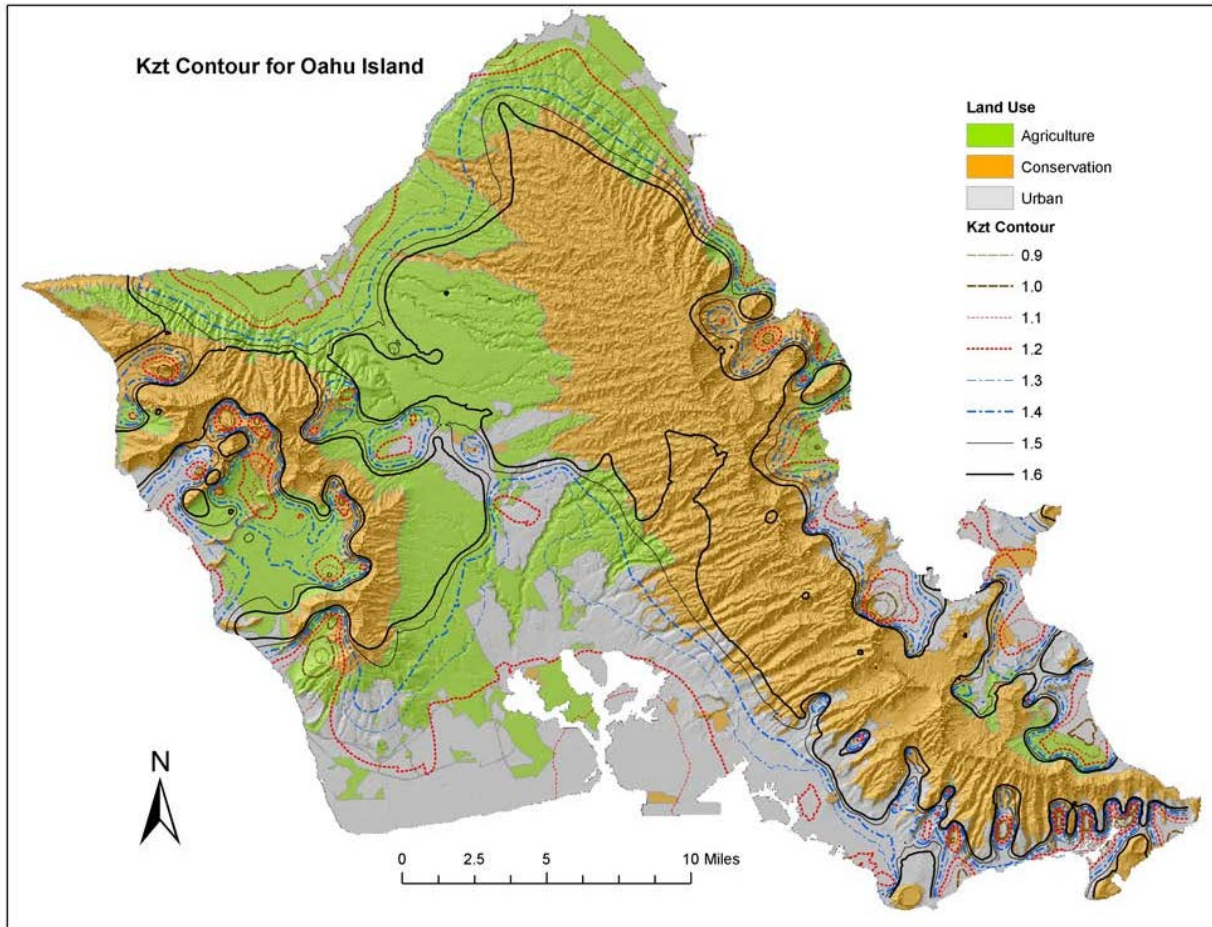 Kzt Contour for Oahu Island
Land Use
Agriculture
Conservation
Urban
Kzt Contour
0.9
1.0
1.1
1.2
1.3
1.4
1.5
1.6
N
0 2.5 5 10 Miles